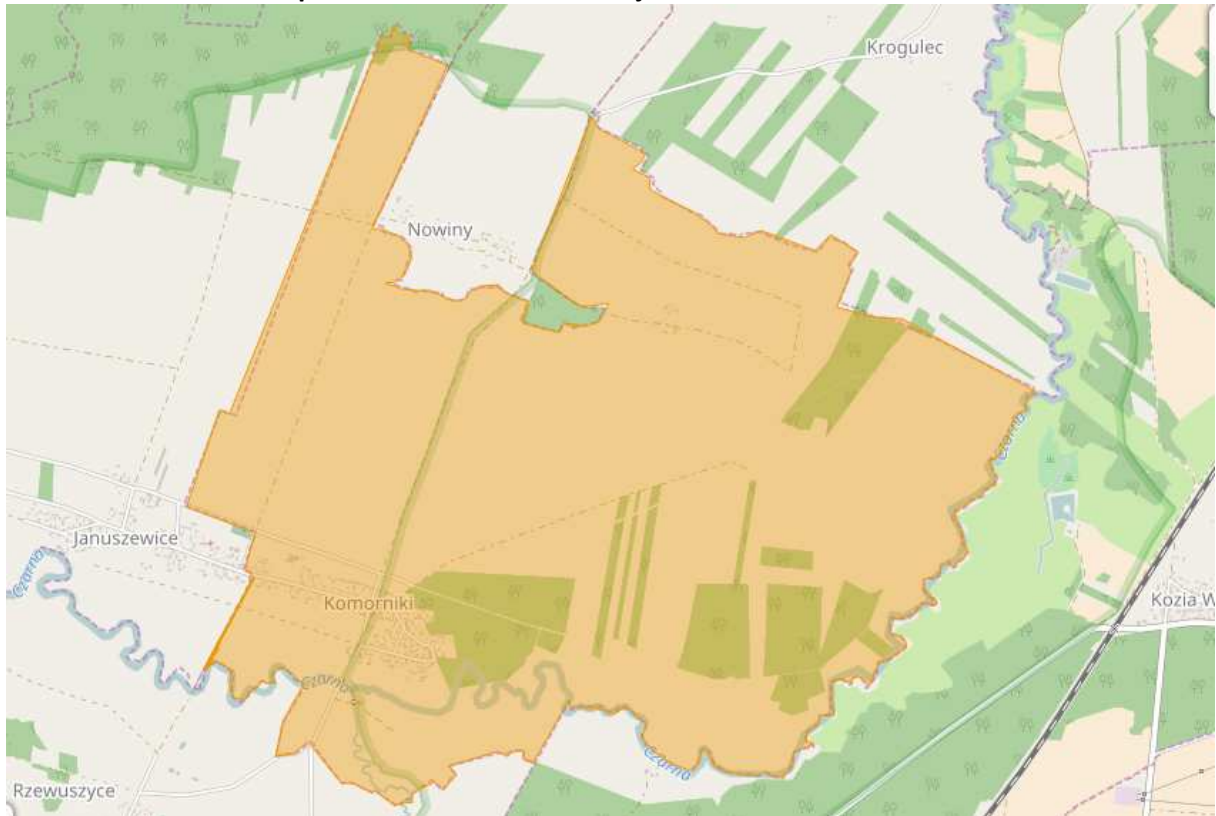 Krogulec
Nowiny
Czarna
Januszewice
Czarna
Komorniki
Kozia W
Czarna
Czarna
Rzewuszyce